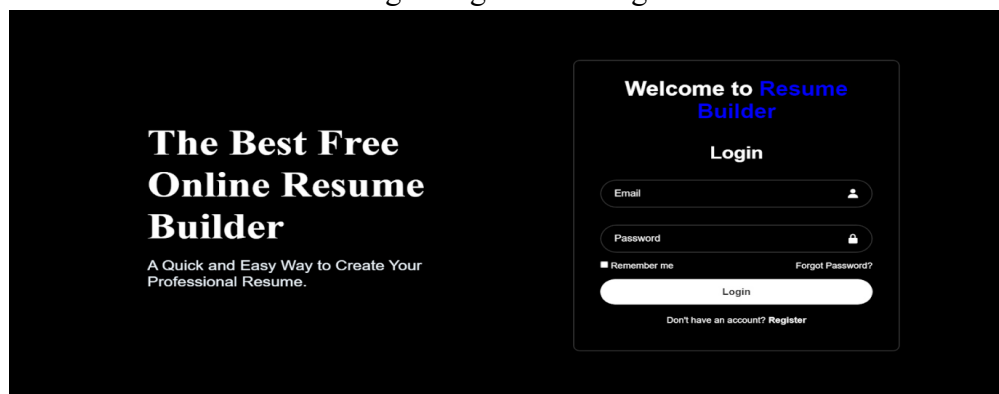 The Best Free
Online Resume
Builder
A Quick and Easy Way to Create Your
Professional Resume.
Welcome to Resume
Builder
Login
Email
Password
Remember me
Forgot Password?
Login
Don't have an account? Register